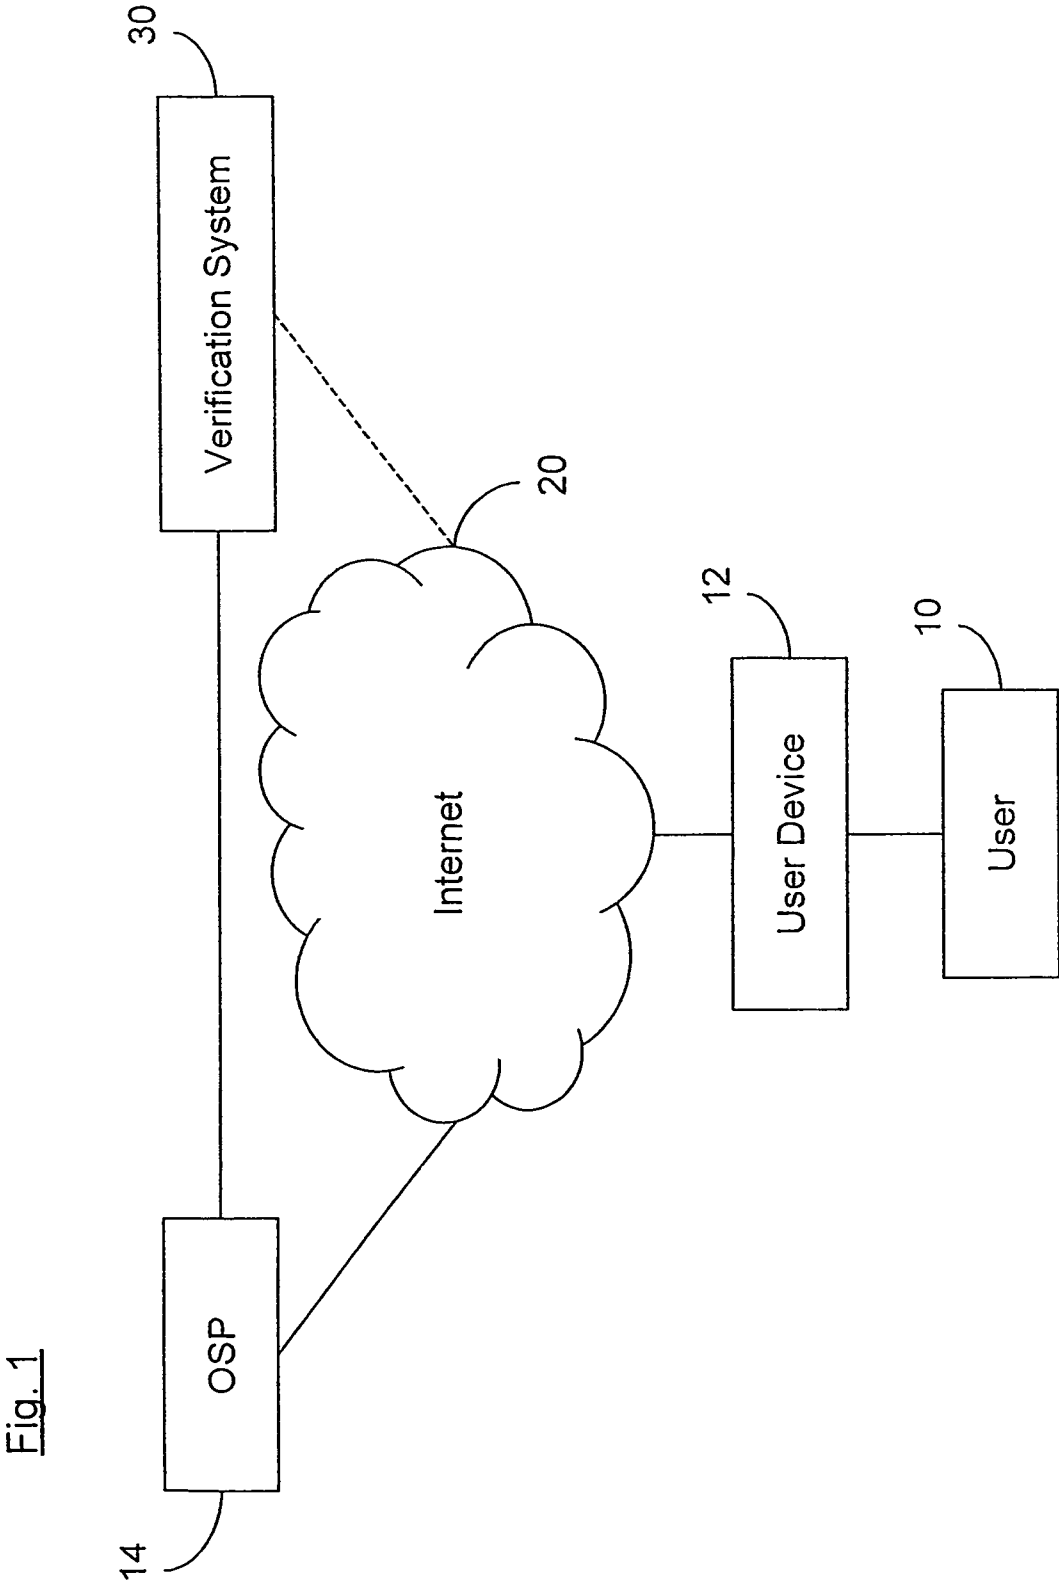 Fig. 1
14
OSP
Verification System
30
Internet
20
User Device
12
User
10